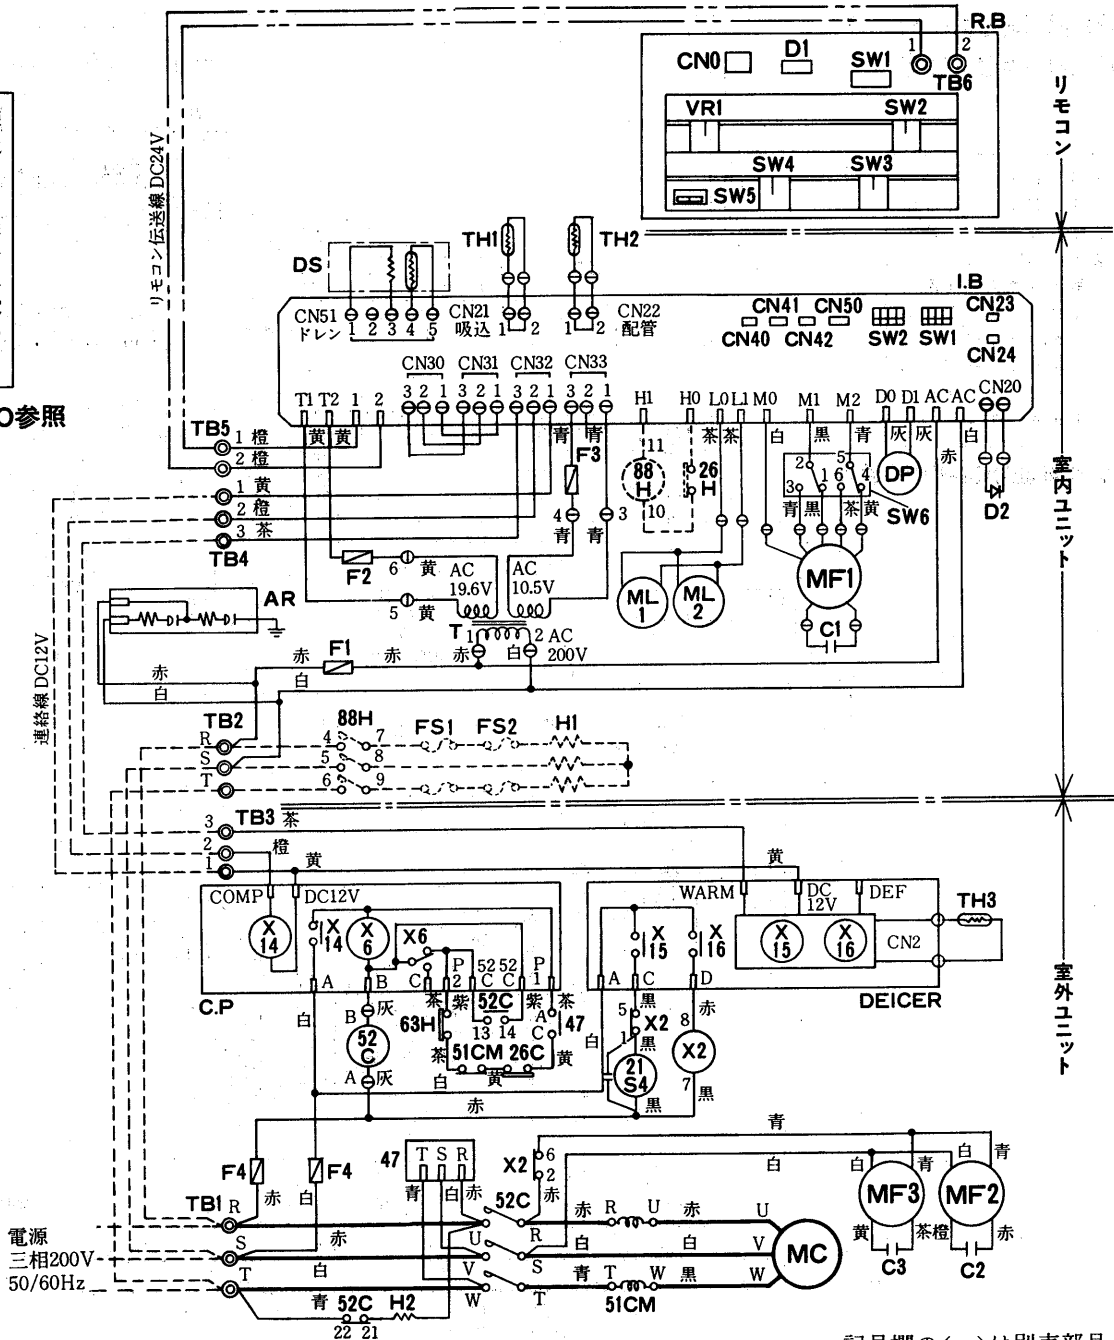 R.B
1 2
CN0 D1 SW1
TB6
VR1 SW2
SW4 SW3
SW5
リモコン
リモコン伝送線 DC24V
TH1 TH2
DS
I.B
CN51 1 2 3 4 5
ドレン
CN21 1 2
吸込
CN22
1 2 配管
CN41 CN50
CN40 CN42
SW2 SW1
CN23
CN24
CN30 CN31 CN32 CN33
3 2 1 3 2 1 3 2 1 3 2 1
CN20
T1 T2 1 2
H1 H0 L0 L1 M0 M1 M2 D0 D1 AC AC
O参照
TB5
1 橙
2 橙
黄 黄
青 青
F3
11
88
H
10
26
H
茶 茶 白 黒 青 灰 灰 赤 白
DP
D2
2 5
3 1 6 4
青 黒 茶 黄
SW6
室内ユニット
1 黄
2 橙
3 茶
TB4
4 3
青 青
F2 6 黄
AC
19.6V
AC
10.5V
5 黄
T 1 2 AC
200V
赤 白
ML
1
ML
2
MF1
C1
AR
F1
赤 赤
赤 白
白
連絡線 DC12V
TB2
R
S
T
88H FS1 FS2 H1
4 7
5 8
6 9
3 TB3 茶
2 橙
1 黄
黄
COMP DC12V
X
14
X
14
X
6
X6
A B C
P
2
52
C
52
C
P
1
C.P
WARM DC
12V
DEF
TH3
X
15
X
16
X
15
X
16
CN2
A C D
DEICER
室外ユニット
白 B 灰
52
C
A 灰
茶 紫 52C 紫 茶
63H
13 14
A
C
47
茶 51CM 26C 黄
白 黄
白
黒
5
1
X2
黒
21
S4
黒
赤
8
X2
7
黒
赤
青
白
F4 F4
赤 白
47 T S R
青 白 赤
X2 6
2
赤
52C
白 青 白 青
MF3 MF2
黄 茶 橙 赤
C3 C2
TB1 R
S
T
電源
三相200V
50/60Hz
赤
白
青
U R
V S
W T
赤 R U 赤 U
白 白 V
青 T W 黒 W
51CM
MC
52C H2
22 21